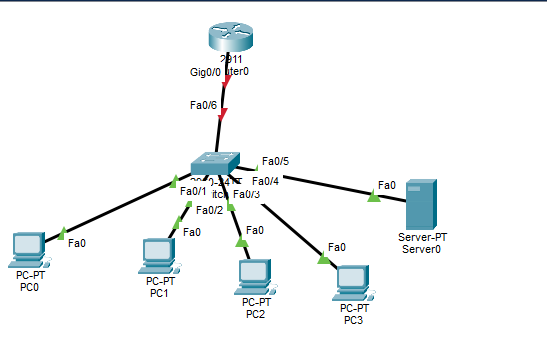 2911
Gig0/0
Fa0/6
Fa0/5
Fa0/4
Fa0/1
Fa0/3
Fa0/2
Fa0
Fa0
Fa0
Fa0
Fa0
Server-PT
Server0
PC-PT
PC0
PC-PT
PC1
PC-PT
PC2
PC-PT
PC3